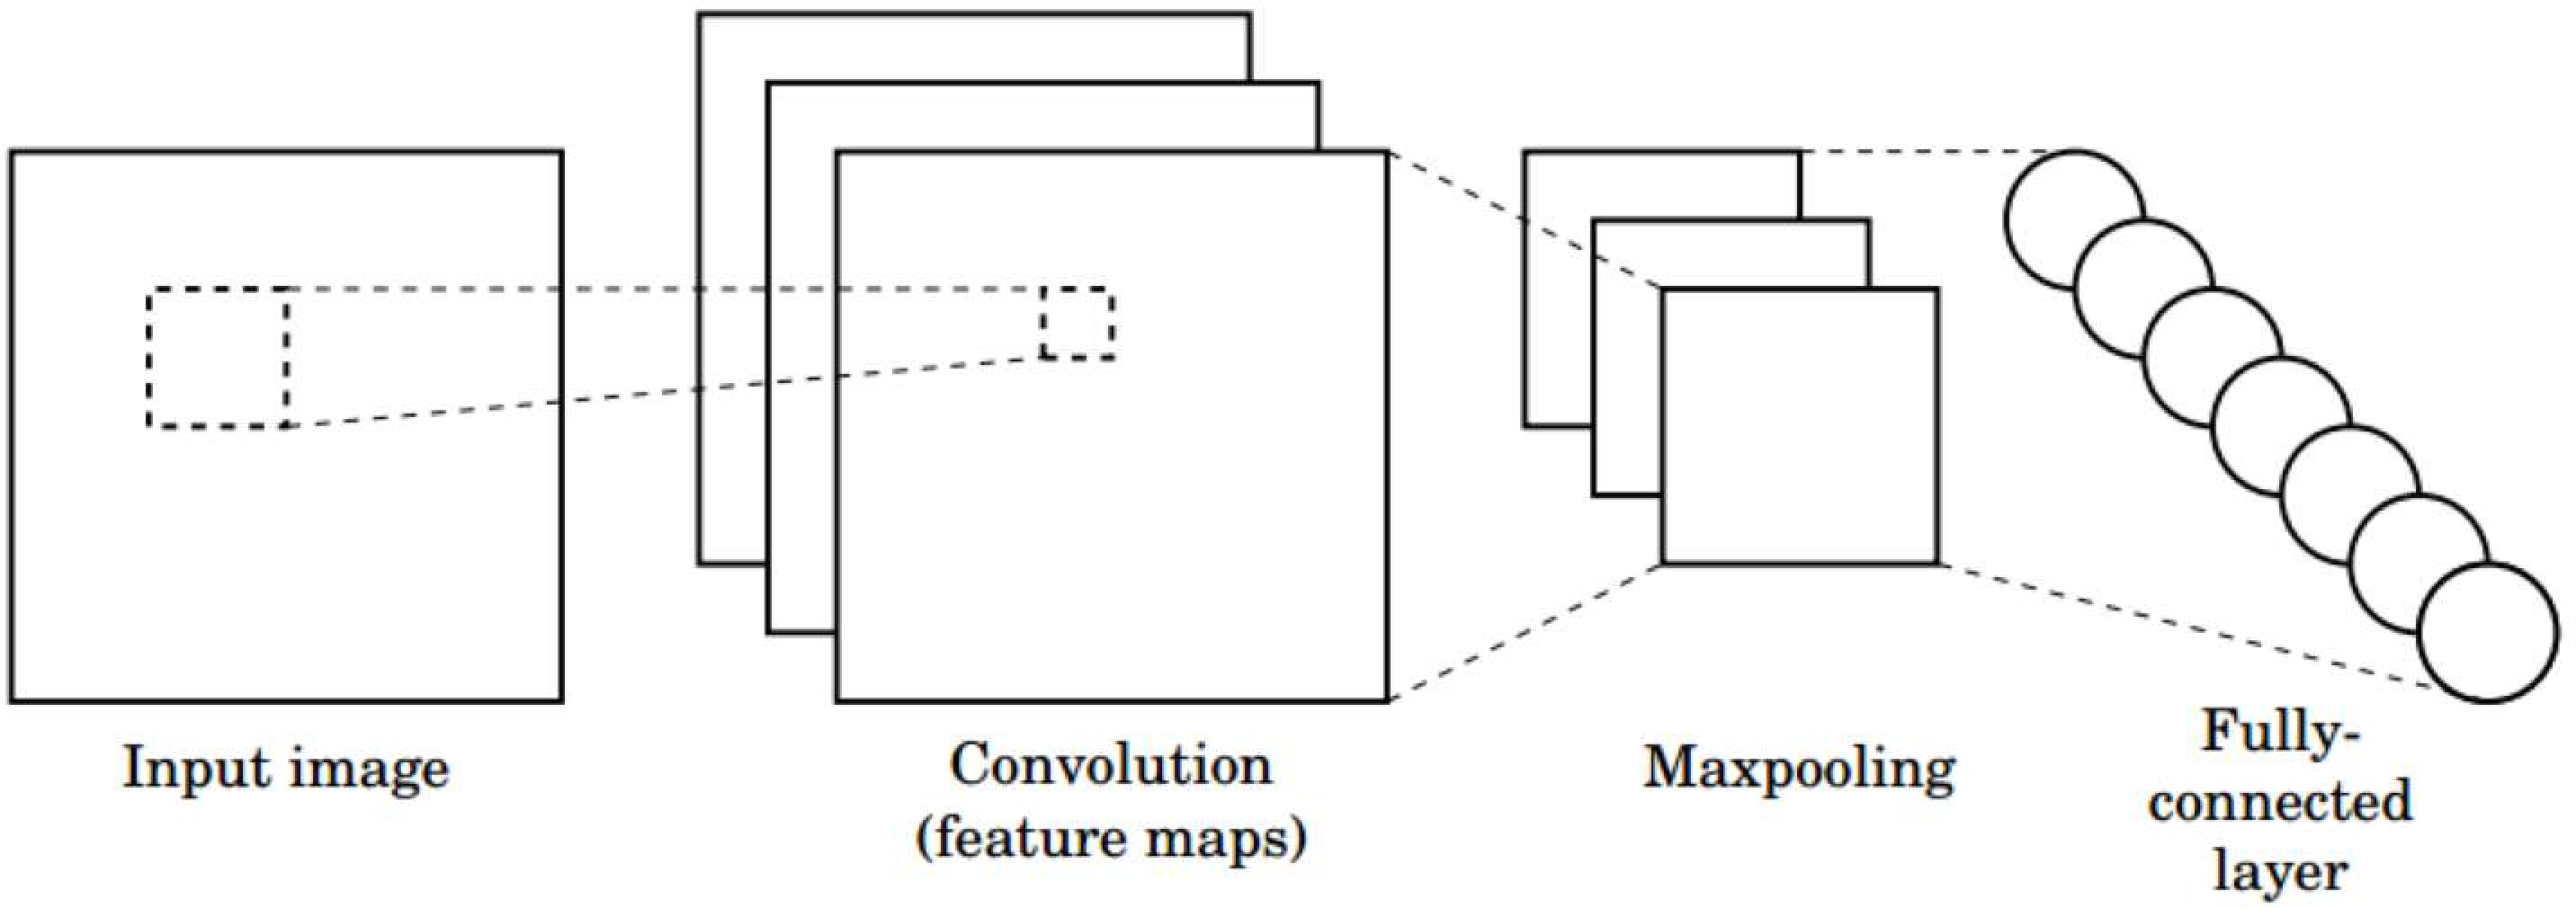 Input image
Convolution
(feature maps)
Maxpooling
Fully-
connected
layer